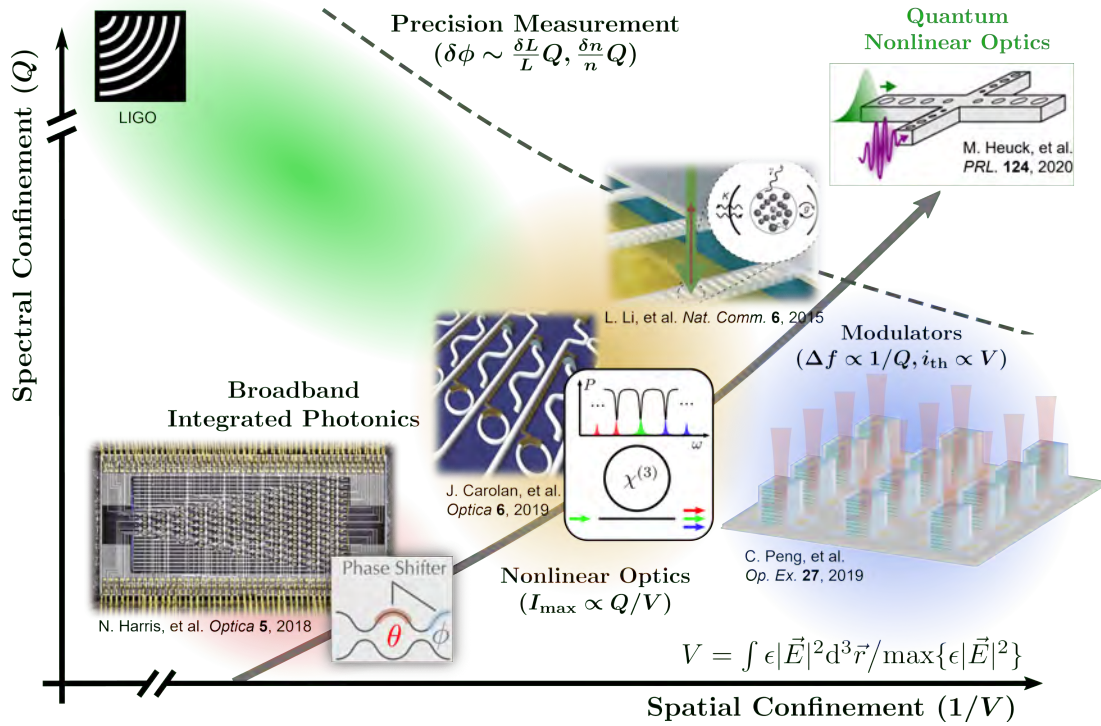 Precision Measurement
(δϕ ∼ δL/L Q, δn/n Q)
Quantum
Nonlinear Optics
LIGO
M. Heuck, et al.
PRL. 124, 2020
Spectral Confinement (Q)
κ
g
L. Li, et al. Nat. Comm. 6, 2015
Modulators
(Δf ∝ 1/Q, i_th ∝ V)
Broadband
Integrated Photonics
P
... ...
ω
χ^(3)
J. Carolan, et al.
Optica 6, 2019
C. Peng, et al.
Op. Ex. 27, 2019
Phase Shifter
θ ϕ
N. Harris, et al. Optica 5, 2018
Nonlinear Optics
(I_max ∝ Q/V)
V = ∫ ϵ|E⃗|²d³r⃗/max{ϵ|E⃗|²}
Spatial Confinement (1/V)